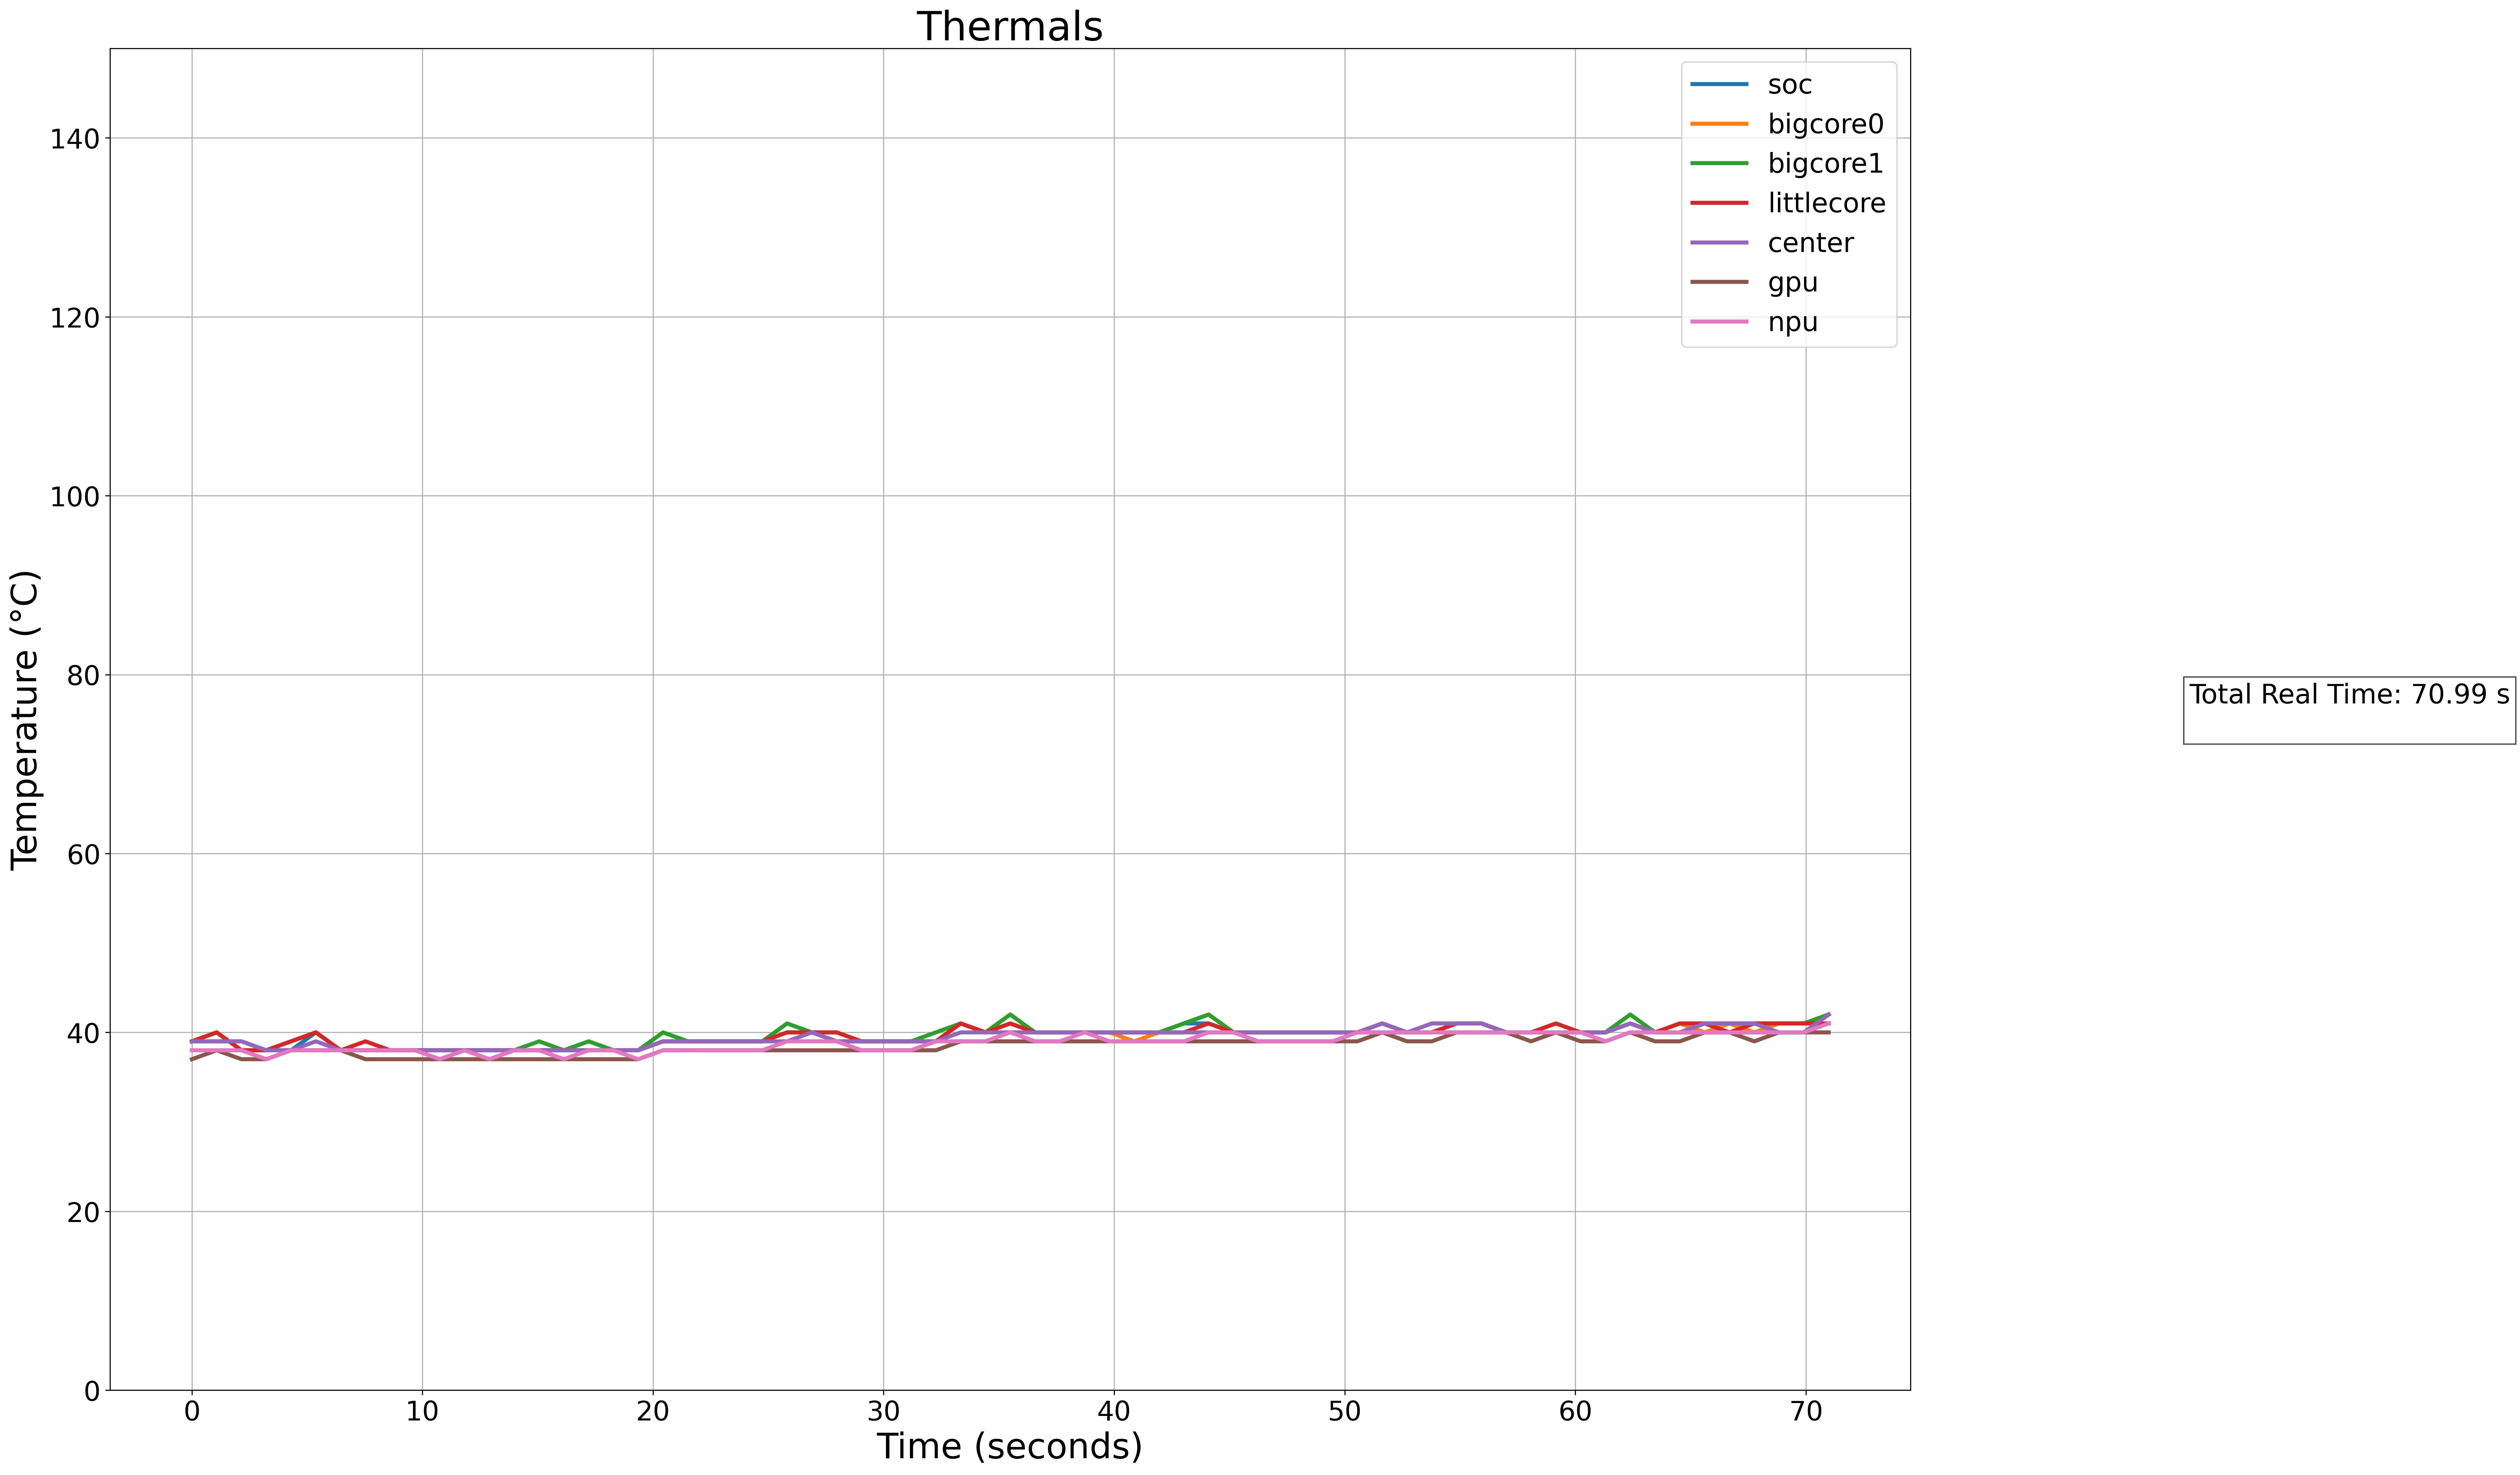 Thermals
Temperature (°C)
140
120
100
80
60
40
20
0
0 10 20 30 40 50 60 70
Time (seconds)
soc
bigcore0
bigcore1
littlecore
center
gpu
npu
Total Real Time: 70.99 s